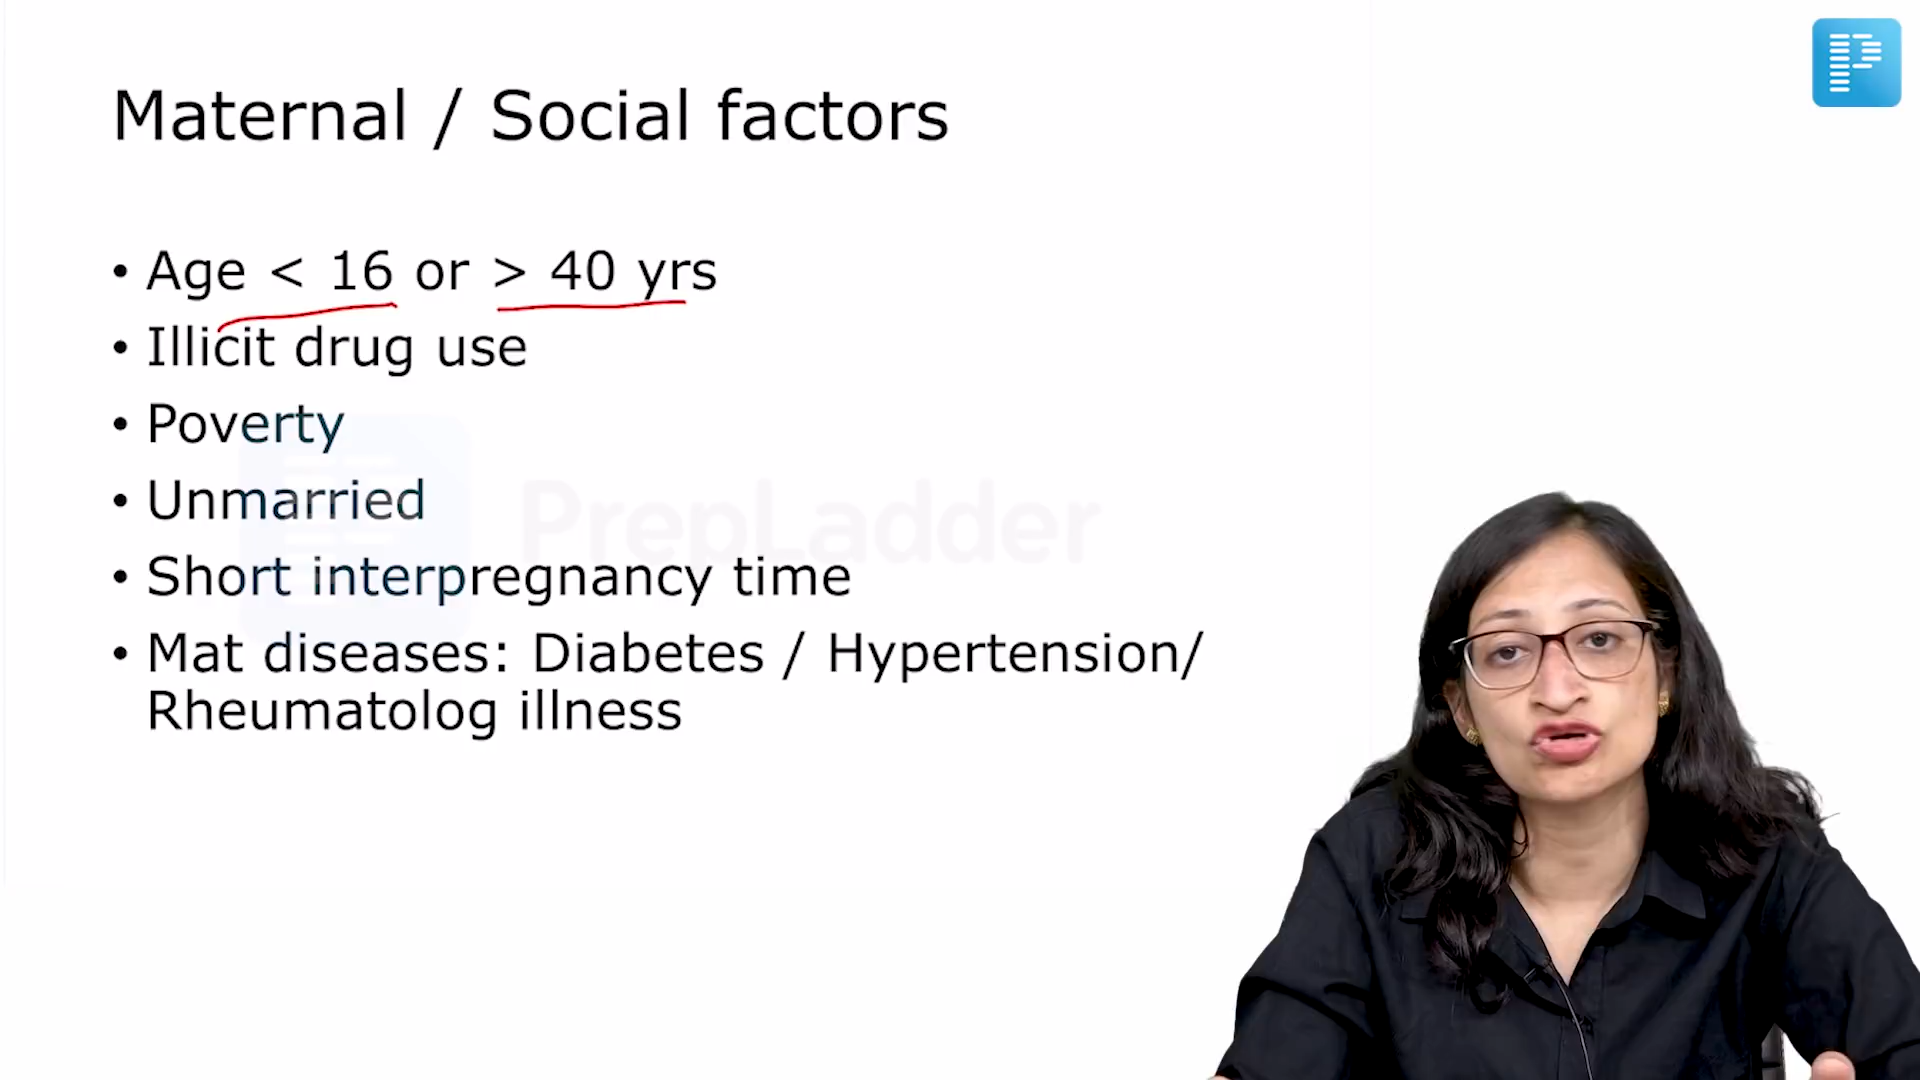 Maternal / Social factors
• Age < 16 or > 40 yrs
• Illicit drug use
• Poverty
• Unmarried
• Short interpregnancy time
• Mat diseases: Diabetes / Hypertension/
Rheumatolog illness
PrepLadder